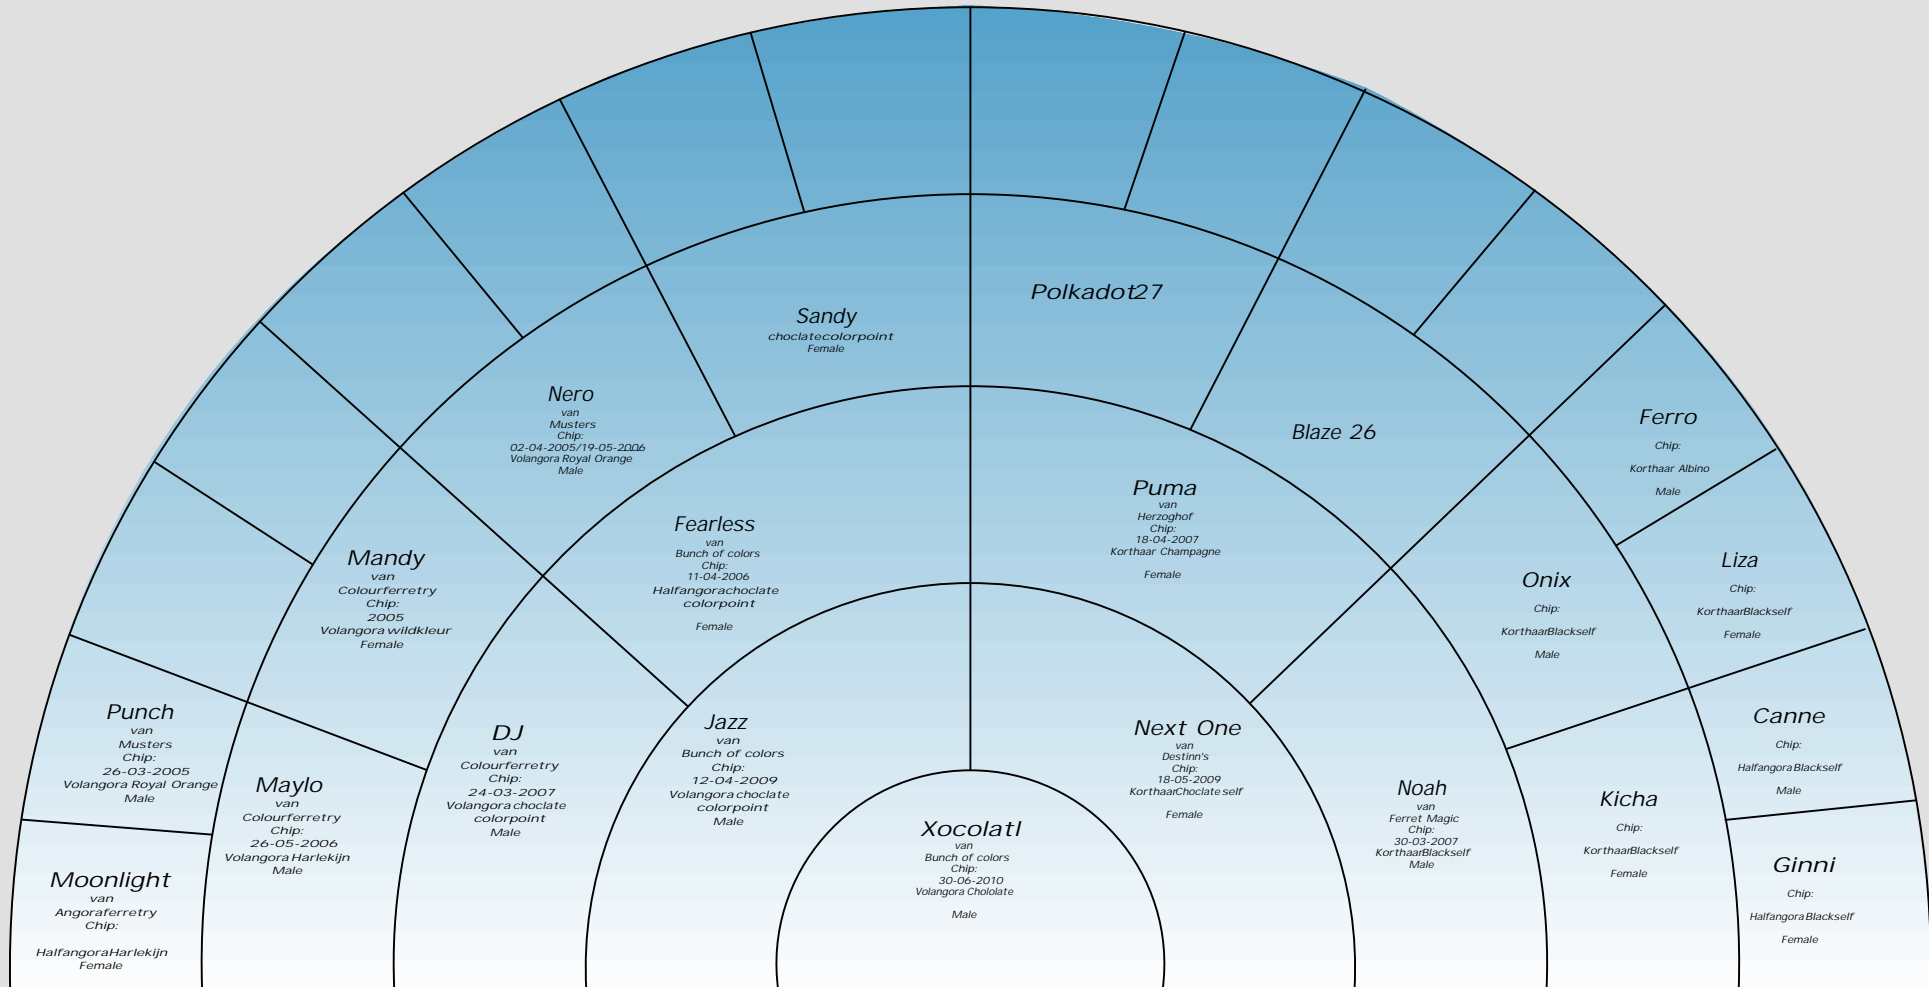 Polkadot27
Sandy
choclatecolorpoint
Female
Nero
van
Musters
Chip:
02-04-2005/19-05-2006
Volangora Royal Orange
Male
Blaze 26
Ferro
Chip:
Korthaar Albino
Male
Puma
van
Herzoghof
Chip:
18-04-2007
Korthaar Champagne
Female
Fearless
van
Bunch of colors
Chip:
11-04-2006
Halfangorachoclate
colorpoint
Female
Mandy
van
Colourferretry
Chip:
2005
Volangora wildkleur
Female
Liza
Chip:
KorthaarBlackself
Female
Onix
Chip:
KorthaarBlackself
Male
Punch
van
Musters
Chip:
26-03-2005
Volangora Royal Orange
Male
Canne
Chip:
Halfangora Blackself
Male
Jazz
van
Bunch of colors
Chip:
12-04-2009
Volangora choclate
colorpoint
Male
Next One
van
Destinn's
Chip:
18-05-2009
KorthaarChoclate self
Female
DJ
van
Colourferretry
Chip:
24-03-2007
Volangora choclate
colorpoint
Male
Maylo
van
Colourferretry
Chip:
26-05-2006
Volangora Harlekijn
Male
Noah
van
Ferret Magic
Chip:
30-03-2007
KorthaarBlackself
Male
Kicha
Chip:
KorthaarBlackself
Female
Xocolatl
van
Bunch of colors
Chip:
30-06-2010
Volangora Chololate
Male
Ginni
Chip:
Halfangora Blackself
Female
Moonlight
van
Angoraferretry
Chip:
HalfangoraHarlekijn
Female